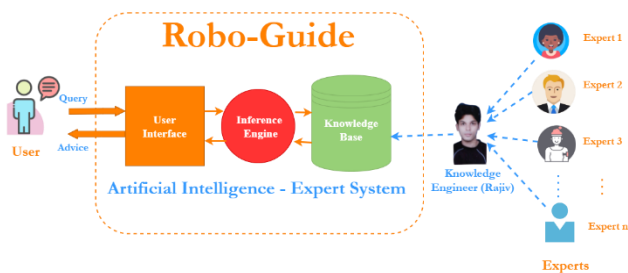 Robo-Guide
Expert 1
Expert 2
Expert 3
Expert n
Experts
Query
Advice
User
User
Interface
Inference
Engine
Knowledge
Base
Knowledge
Engineer (Rajiv)
Artificial Intelligence - Expert System